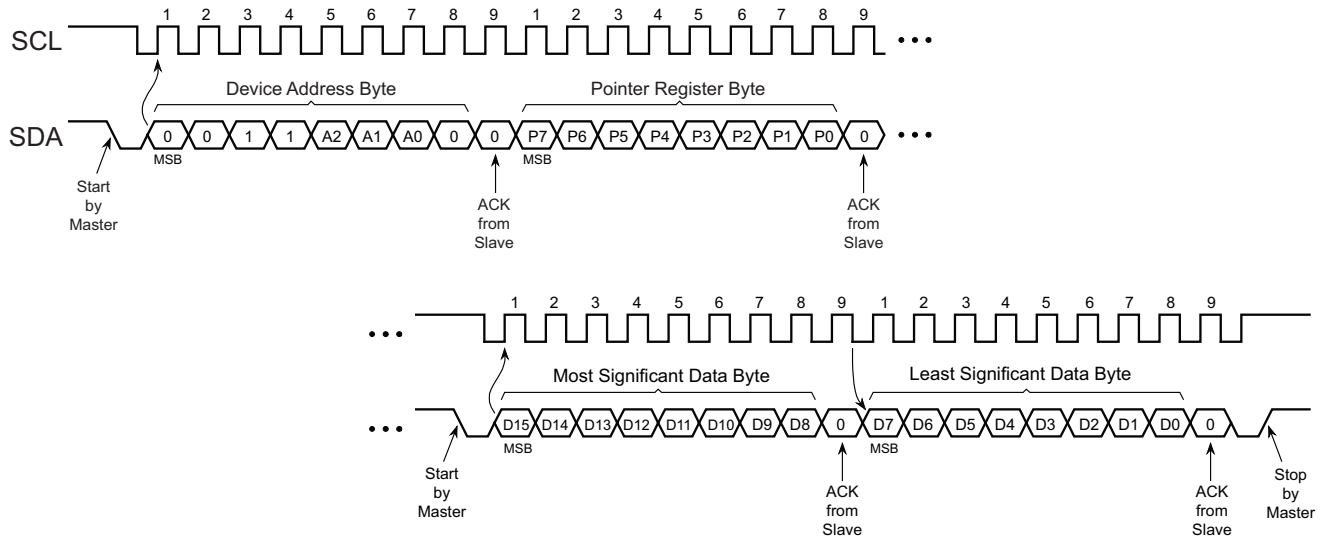 1 2 3 4 5 6 7 8 9 1 2 3 4 5 6 7 8 9
SCL
Device Address Byte Pointer Register Byte
SDA 0 0 1 1 A2 A1 A0 0 0 P7 P6 P5 P4 P3 P2 P1 P0 0
MSB MSB
Start
by
Master
ACK
from
Slave
ACK
from
Slave
1 2 3 4 5 6 7 8 9 1 2 3 4 5 6 7 8 9
Most Significant Data Byte Least Significant Data Byte
D15 D14 D13 D12 D11 D10 D9 D8 0 D7 D6 D5 D4 D3 D2 D1 D0 0
MSB MSB
Start
by
Master
ACK
from
Slave
ACK
from
Slave
Stop
by
Master